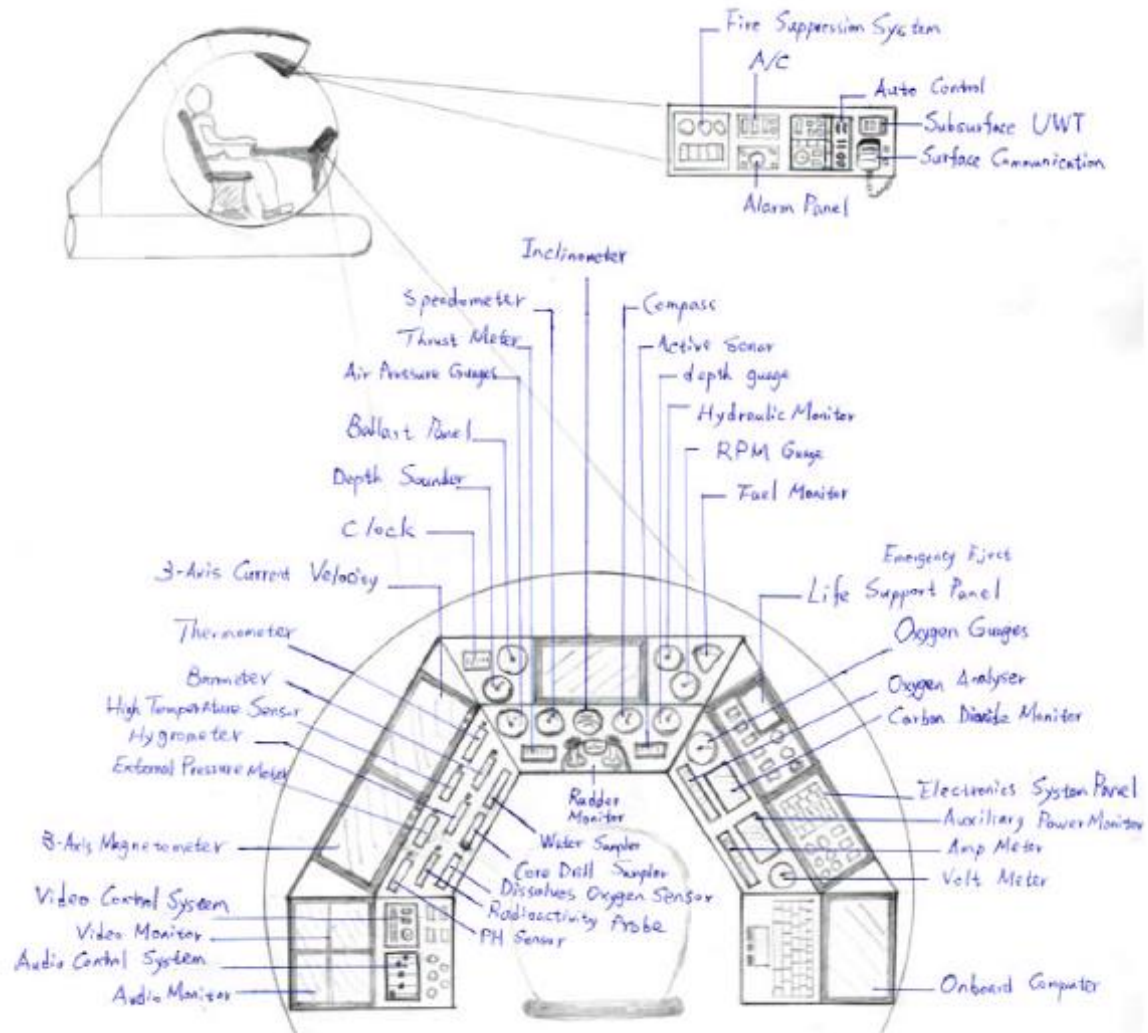 Fire Suppression System
A/C
Auto Control
Subsurface UWT
Surface Communication
Alarm Panel
Inclinometer
Speedometer
Thrust Meter
Air Pressure Guages
Ballast Panel
Depth Sounder
Clock
3-Axis Current Velocity
Thermometer
Barometer
High Temperature Sensor
Hygrometer
External Pressure Meter
3-Axis Magnetometer
Video Control System
Video Monitor
Audio Control System
Audio Monitor
Compass
Active Sonar
depth guage
Hydraulic Monitor
RPM Guage
Fuel Monitor
Emergency Eject
Life Support Panel
Oxygen Guages
Oxygen Analyser
Carbon Dioxide Monitor
Electronics System Panel
Auxiliary Power Monitor
Amp Meter
Volt Meter
Onboard Computer
Rudder
Monitor
Water Sampler
Core Drill Sampler
Dissolves Oxygen Sensor
Radioactivity Probe
PH Sensor